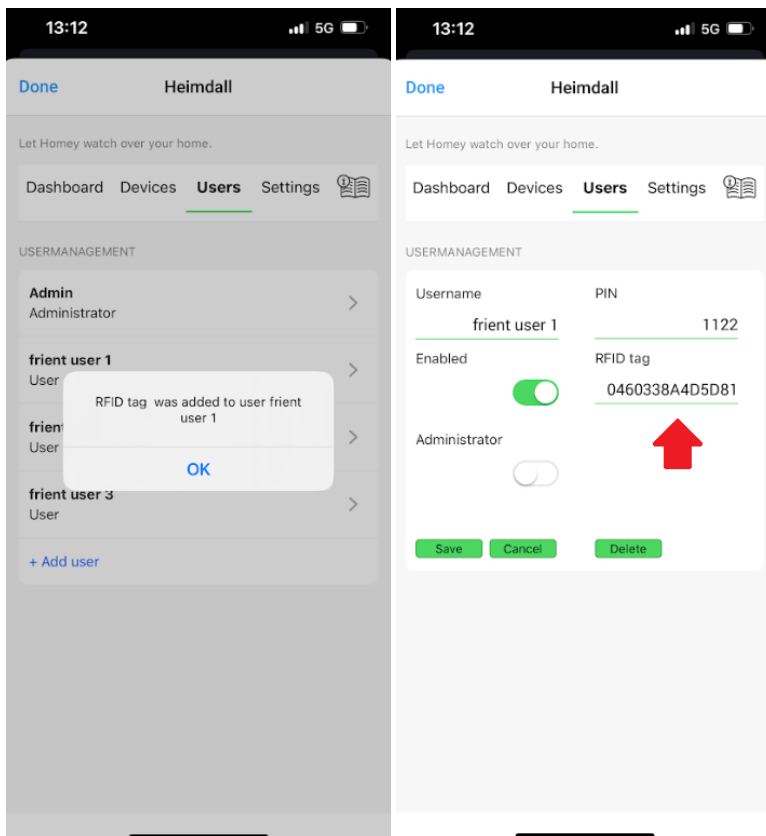 13:12
5G
Done
Heimdall
Let Homey watch over your home.
Dashboard Devices Users Settings
USERMANAGEMENT
Admin
Administrator
frient user 1
User
RFID tag was added to user frient
user 1
OK
frient
User
frient user 3
User
+ Add user
13:12
5G
Done
Heimdall
Let Homey watch over your home.
Dashboard Devices Users Settings
USERMANAGEMENT
Username
PIN
frient user 1
1122
Enabled
RFID tag
0460338A4D5D81
Administrator
Save
Cancel
Delete